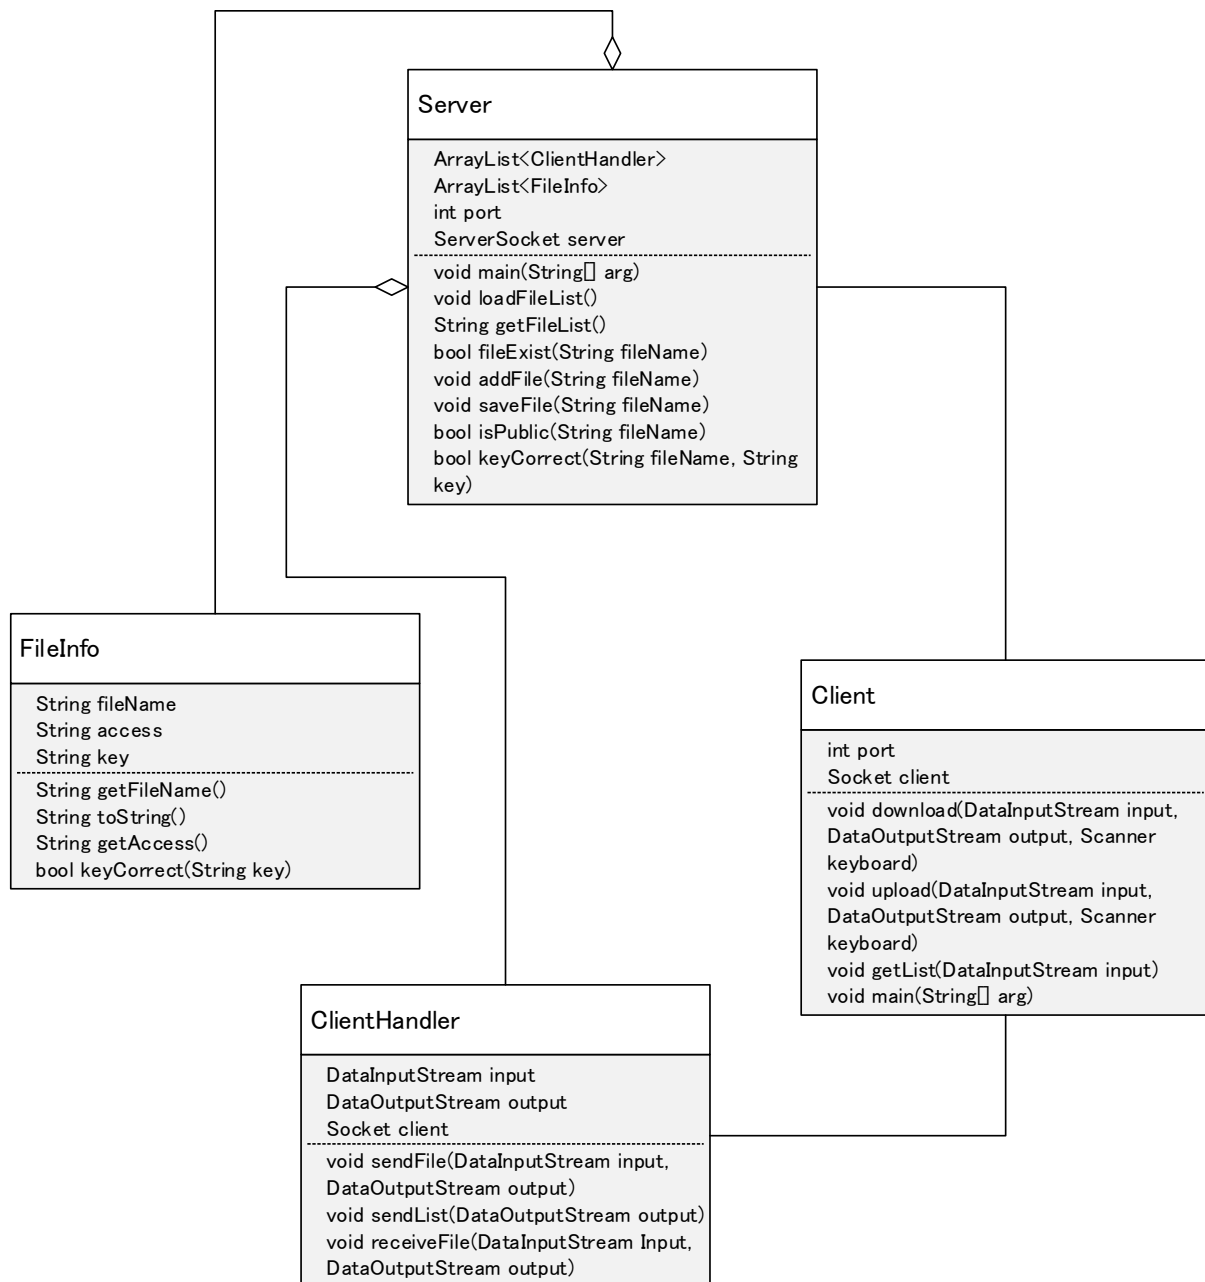 Server
ArrayList<ClientHandler>
ArrayList<FileInfo>
int port
ServerSocket server
void main(String[] arg)
void loadFileList()
String getFileList()
bool fileExist(String fileName)
void addFile(String fileName)
void saveFile(String fileName)
bool isPublic(String fileName)
bool keyCorrect(String fileName, String
key)
FileInfo
String fileName
String access
String key
String getFileName()
String toString()
String getAccess()
bool keyCorrect(String key)
Client
int port
Socket client
void download(DataInputStream input,
DataOutputStream output, Scanner
keyboard)
void upload(DataInputStream input,
DataOutputStream output, Scanner
keyboard)
void getList(DataInputStream input)
void main(String[] arg)
ClientHandler
DataInputStream input
DataOutputStream output
Socket client
void sendFile(DataInputStream input,
DataOutputStream output)
void sendList(DataOutputStream output)
void receiveFile(DataInputStream Input,
DataOutputStream output)